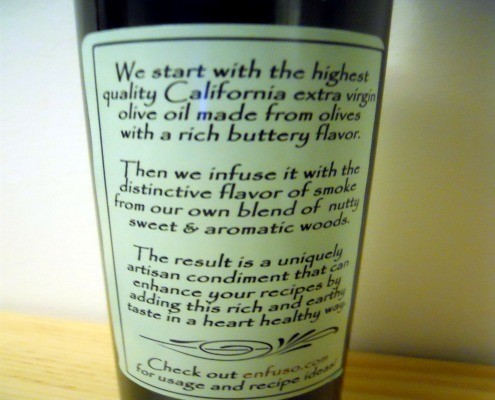 We start with the highest
quality California extra virgin
olive oil made from olives
with a rich buttery flavor.
Then we infuse it with the
distinctive flavor of smoke
from our own blend of nutty
sweet & aromatic woods.
The result is a uniquely
artisan condiment that can
enhance your recipes by
adding this rich and earthy
taste in a heart healthy way.
Check out enfuso.com
for usage and recipe ideas!